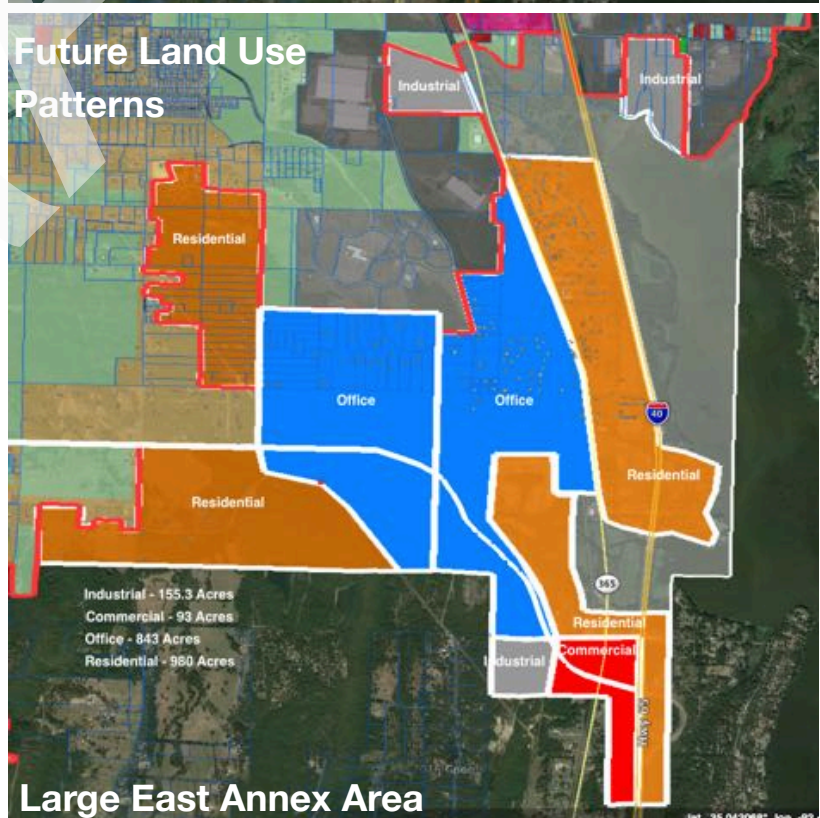 Future Land Use
Patterns
Industrial
Industrial
Residential
Office
Office
40
Residential
Residential
365
Industrial - 155.3 Acres
Commercial - 93 Acres
Office - 843 Acres
Residential - 980 Acres
Residential
Commercial
Industrial
Large East Annex Area